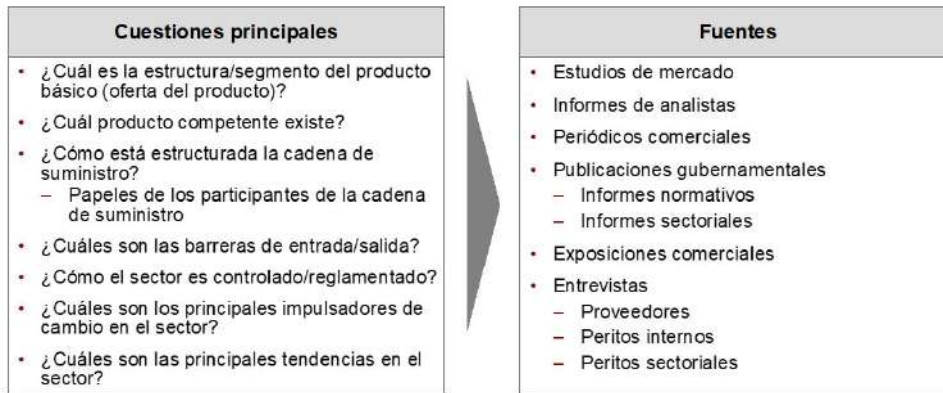 Cuestiones principales
• ¿Cuál es la estructura/segmento del producto
básico (oferta del producto)?
• ¿Cuál producto competente existe?
• ¿Cómo está estructurada la cadena de
suministro?
– Papeles de los participantes de la cadena
de suministro
• ¿Cuáles son las barreras de entrada/salida?
• ¿Cómo el sector es controlado/reglamentado?
• ¿Cuáles son los principales impulsadores de
cambio en el sector?
• ¿Cuáles son las principales tendencias en el
sector?
Fuentes
• Estudios de mercado
• Informes de analistas
• Periódicos comerciales
• Publicaciones gubernamentales
– Informes normativos
– Informes sectoriales
• Exposiciones comerciales
• Entrevistas
– Proveedores
– Peritos internos
– Peritos sectoriales